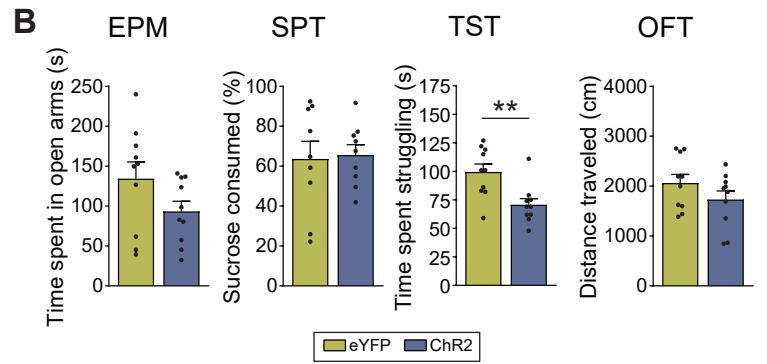 B
EPM
SPT
TST
OFT
Time spent in open arms (s)
250
200
150
100
50
0
Sucrose consumed (%)
100
80
60
40
20
0
Time spent struggling (s)
175
150
125
100
75
50
25
0
**
Distance traveled (cm)
4000
3000
2000
1000
0
eYFP
ChR2